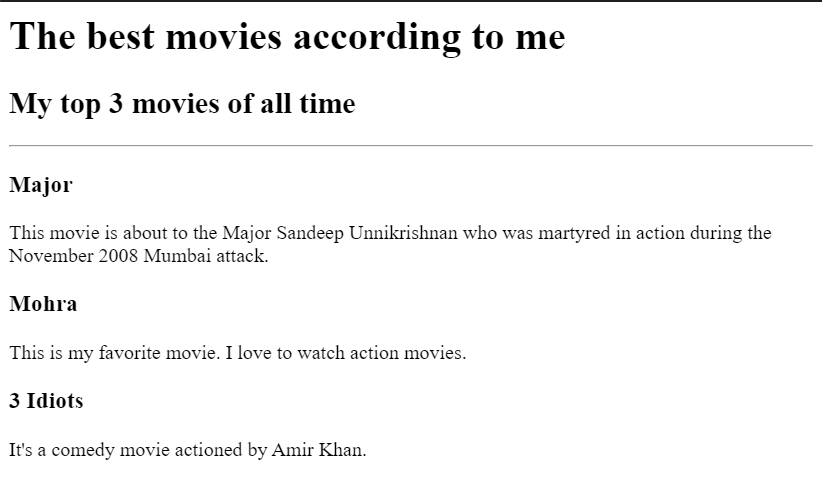 The best movies according to me
My top 3 movies of all time
Major
This movie is about to the Major Sandeep Unnikrishnan who was martyred in action during the
November 2008 Mumbai attack.
Mohra
This is my favorite movie. I love to watch action movies.
3 Idiots
It's a comedy movie actioned by Amir Khan.